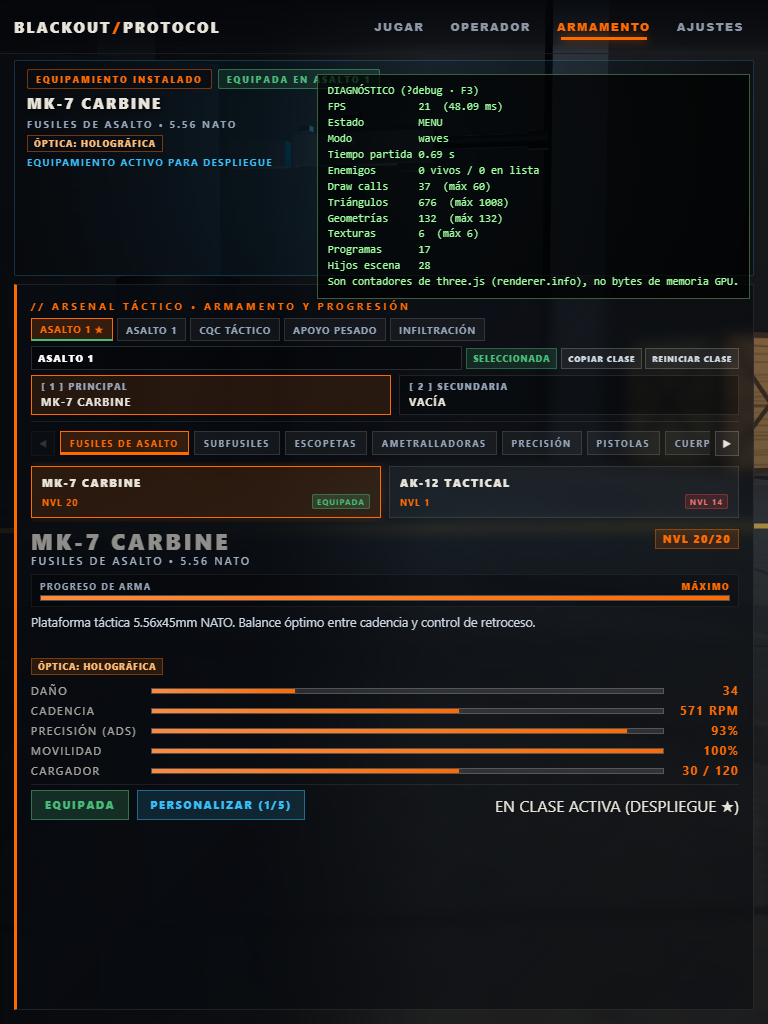 BLACKOUT/PROTOCOL
JUGAR OPERADOR ARMAMENTO AJUSTES
EQUIPAMIENTO INSTALADO EQUIPADA EN ASALTO 1
MK-7 CARBINE
FUSILES DE ASALTO • 5.56 NATO
ÓPTICA: HOLOGRÁFICA
EQUIPAMIENTO ACTIVO PARA DESPLIEGUE
DIAGNÓSTICO (?debug · F3)
FPS 21 (48.09 ms)
Estado MENU
Modo waves
Tiempo partida 0.69 s
Enemigos 0 vivos / 0 en lista
Draw calls 37 (máx 60)
Triángulos 676 (máx 1008)
Geometrías 132 (máx 132)
Texturas 6 (máx 6)
Programas 17
Hijos escena 28
Son contadores de three.js (renderer.info), no bytes de memoria GPU.
// ARSENAL TÁCTICO • ARMAMENTO Y PROGRESIÓN
ASALTO 1 ★ ASALTO 1 CQC TÁCTICO APOYO PESADO INFILTRACIÓN
ASALTO 1 SELECCIONADA COPIAR CLASE REINICIAR CLASE
[ 1 ] PRINCIPAL
MK-7 CARBINE
[ 2 ] SECUNDARIA
VACÍA
◄ FUSILES DE ASALTO SUBFUSILES ESCOPETAS AMETRALLADORAS PRECISIÓN PISTOLAS CUERP ►
MK-7 CARBINE
NVL 20 EQUIPADA
AK-12 TACTICAL
NVL 1 NVL 14
MK-7 CARBINE NVL 20/20
FUSILES DE ASALTO • 5.56 NATO
PROGRESO DE ARMA MÁXIMO
Plataforma táctica 5.56x45mm NATO. Balance óptimo entre cadencia y control de retroceso.
ÓPTICA: HOLOGRÁFICA
DAÑO 34
CADENCIA 571 RPM
PRECISIÓN (ADS) 93%
MOVILIDAD 100%
CARGADOR 30 / 120
EQUIPADA PERSONALIZAR (1/5) EN CLASE ACTIVA (DESPLIEGUE ★)